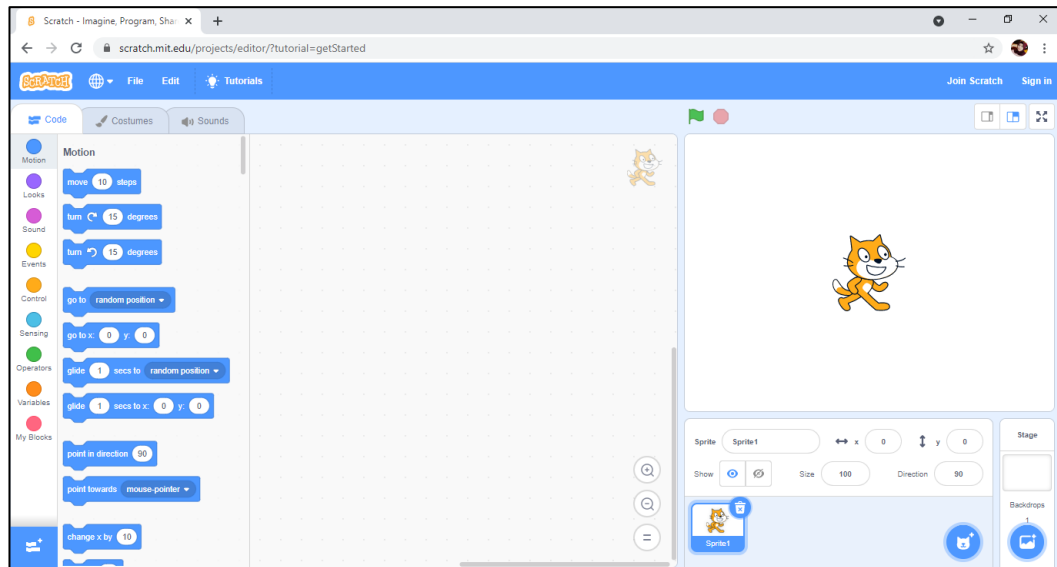 Scratch - Imagine, Program, Shar
scratch.mit.edu/projects/editor/?tutorial=getStarted
SCRATCH File Edit Tutorials Join Scratch Sign in
Code Costumes Sounds
Motion
Looks
Sound
Events
Control
Sensing
Operators
Variables
My Blocks
Motion
move 10 steps
turn 15 degrees
turn 15 degrees
go to random position
go to x: 0 y: 0
glide 1 secs to random position
glide 1 secs to x: 0 y: 0
point in direction 90
point towards mouse-pointer
change x by 10
Sprite Sprite1 x 0 y 0
Show Size 100 Direction 90
Sprite1
Stage
Backdrops
1